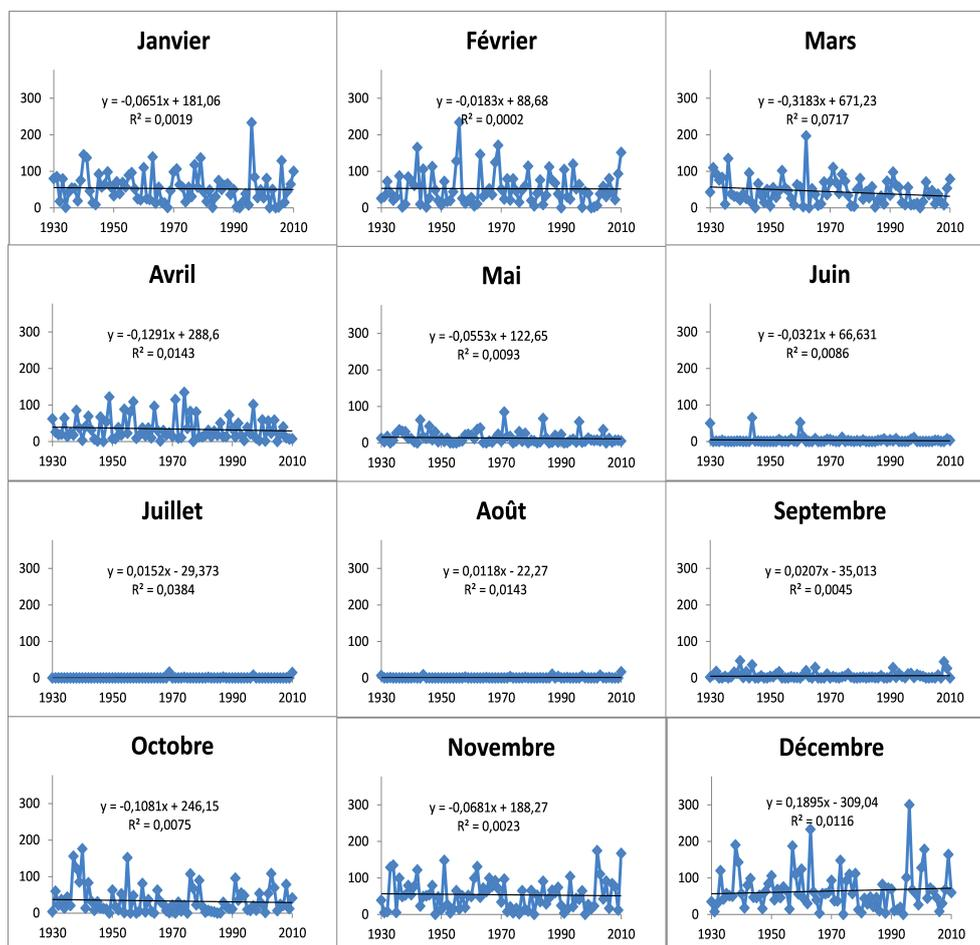 Janvier
y = -0,0651x + 181,06
R² = 0,0019
300
200
100
0
1930 1950 1970 1990 2010
Février
y = -0,0183x + 88,68
R² = 0,0002
300
200
100
0
1930 1950 1970 1990 2010
Mars
y = -0,3183x + 671,23
R² = 0,0717
300
200
100
0
1930 1950 1970 1990 2010
Avril
y = -0,1291x + 288,6
R² = 0,0143
300
200
100
0
1930 1950 1970 1990 2010
Mai
y = -0,0553x + 122,65
R² = 0,0093
300
200
100
0
1930 1950 1970 1990 2010
Juin
y = -0,0321x + 66,631
R² = 0,0086
300
200
100
0
1930 1950 1970 1990 2010
Juillet
y = 0,0152x - 29,373
R² = 0,0384
300
200
100
0
1930 1950 1970 1990 2010
Août
y = 0,0118x - 22,27
R² = 0,0143
300
200
100
0
1930 1950 1970 1990 2010
Septembre
y = 0,0207x - 35,013
R² = 0,0045
300
200
100
0
1930 1950 1970 1990 2010
Octobre
y = -0,1081x + 246,15
R² = 0,0075
300
200
100
0
1930 1950 1970 1990 2010
Novembre
y = -0,0681x + 188,27
R² = 0,0023
300
200
100
0
1930 1950 1970 1990 2010
Décembre
y = 0,1895x - 309,04
R² = 0,0116
300
200
100
0
1930 1950 1970 1990 2010